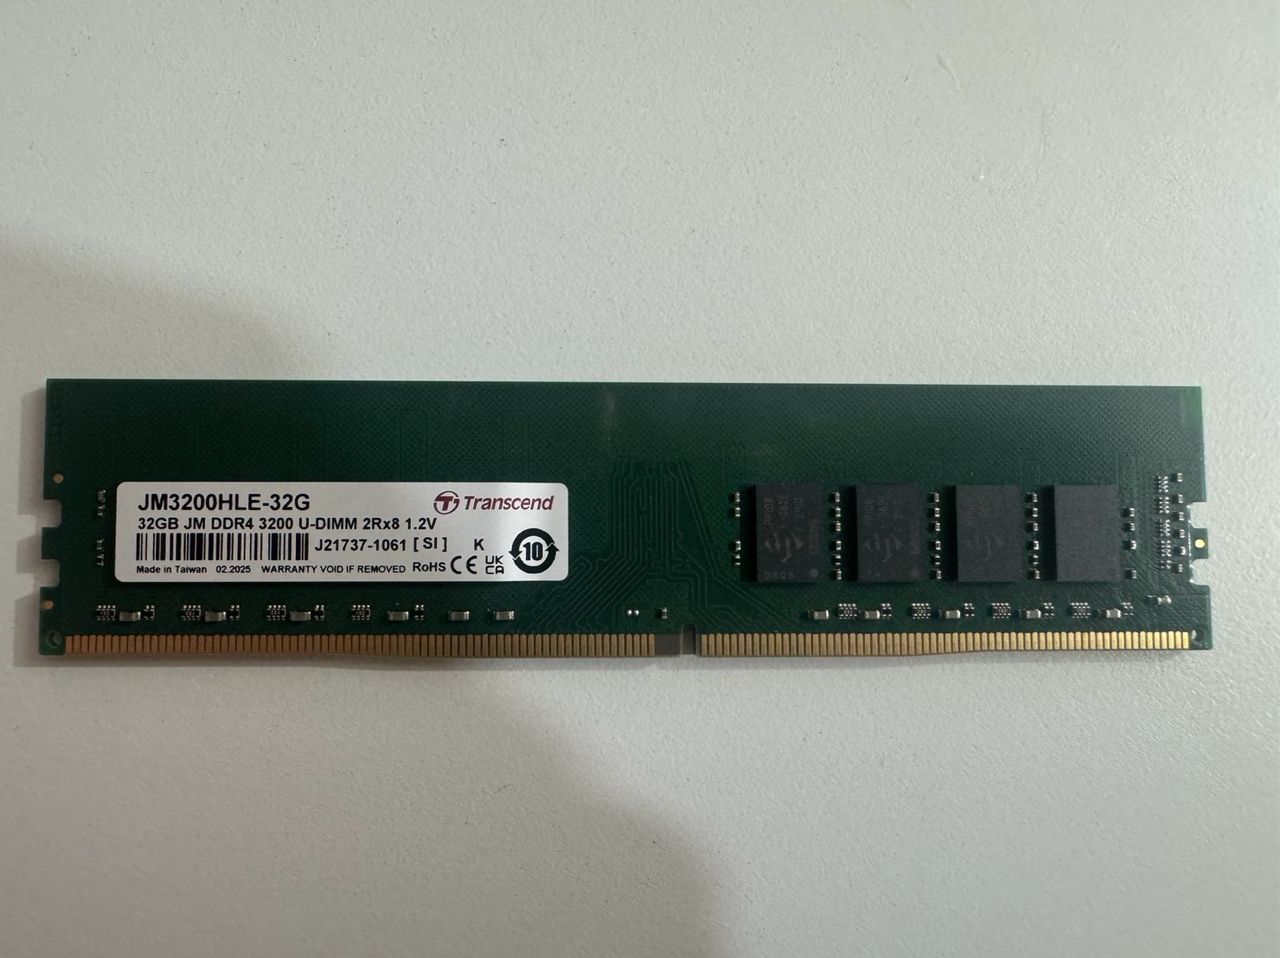 JM3200HLE-32G
Transcend
32GB JM DDR4 3200 U-DIMM 2Rx8 1.2V
J21737-1061 [ SI ] K
10
Made in Taiwan 02.2025 WARRANTY VOID IF REMOVED RoHS CE UK CA